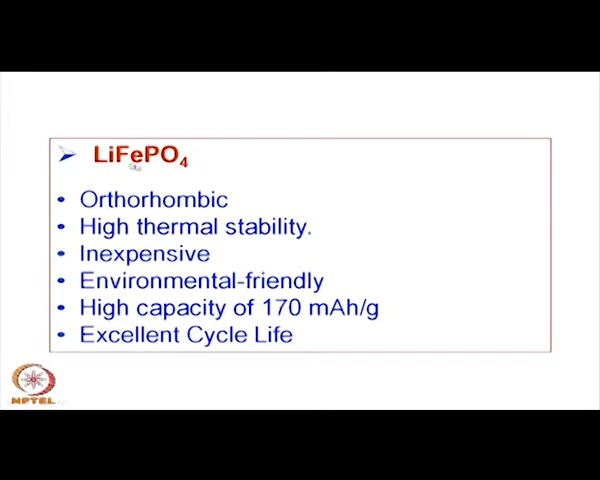 LiFePO4
Orthorhombic
High thermal stability.
Inexpensive
Environmental-friendly
High capacity of 170 mAh/g
Excellent Cycle Life
NPTEL